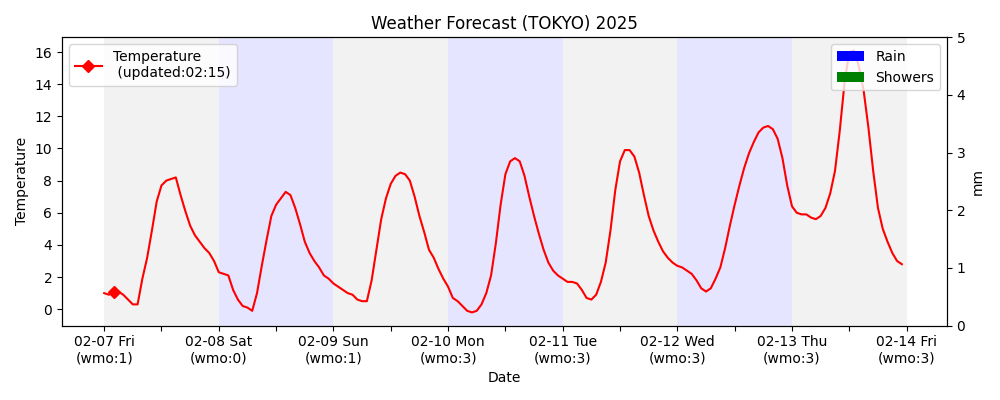 Weather Forecast (TOKYO) 2025
Temperature
(updated:02:15)
Rain
Showers
16
14
12
10
8
6
4
2
0
Temperature
5
4
3
2
1
0
mm
02-07 Fri
(wmo:1)
02-08 Sat
(wmo:0)
02-09 Sun
(wmo:1)
02-10 Mon
(wmo:3)
02-11 Tue
(wmo:3)
02-12 Wed
(wmo:3)
02-13 Thu
(wmo:3)
02-14 Fri
(wmo:3)
Date